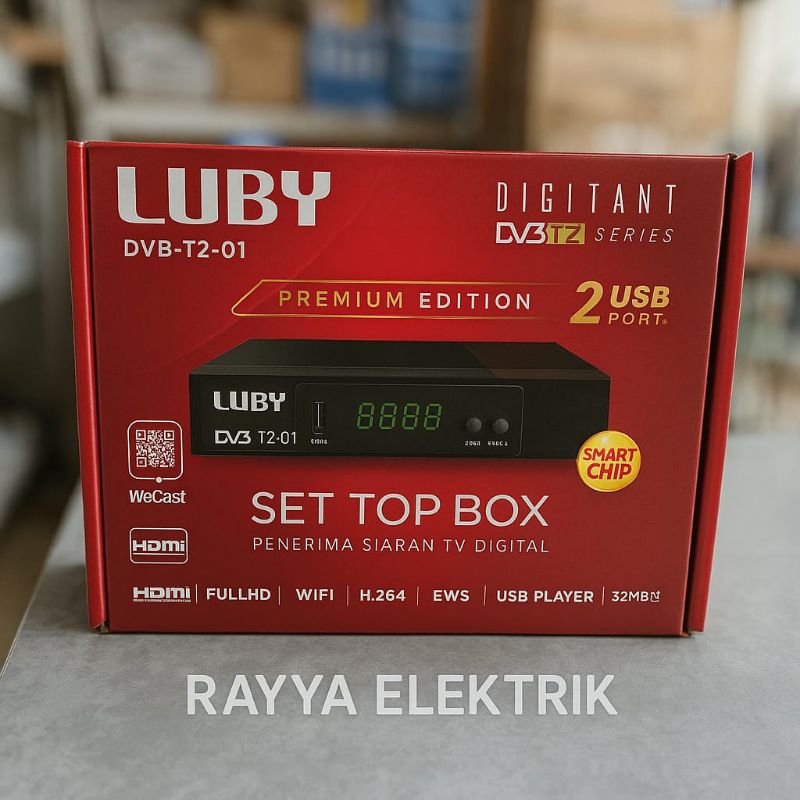 LUBY
DVB-T2-01
DIGITANT
DVB T2 SERIES
PREMIUM EDITION
2 USB PORT
LUBY
DVB T2-01
8888
SMART CHIP
WeCast
HDMI
SET TOP BOX
PENERIMA SIARAN TV DIGITAL
HDMI | FULLHD | WIFI | H.264 | EWS | USB PLAYER | 32MB
RAYYA ELEKTRIK